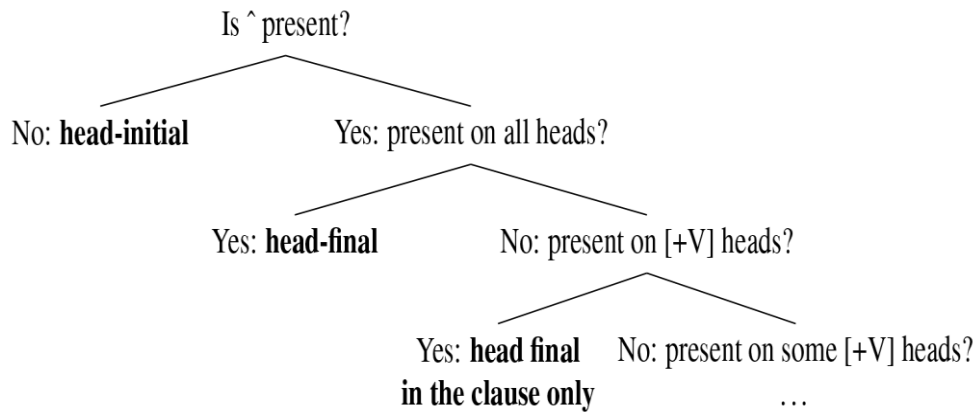 Is ^ present?
No: head-initial
Yes: present on all heads?
Yes: head-final
No: present on [+V] heads?
Yes: head final
in the clause only
No: present on some [+V] heads?
...